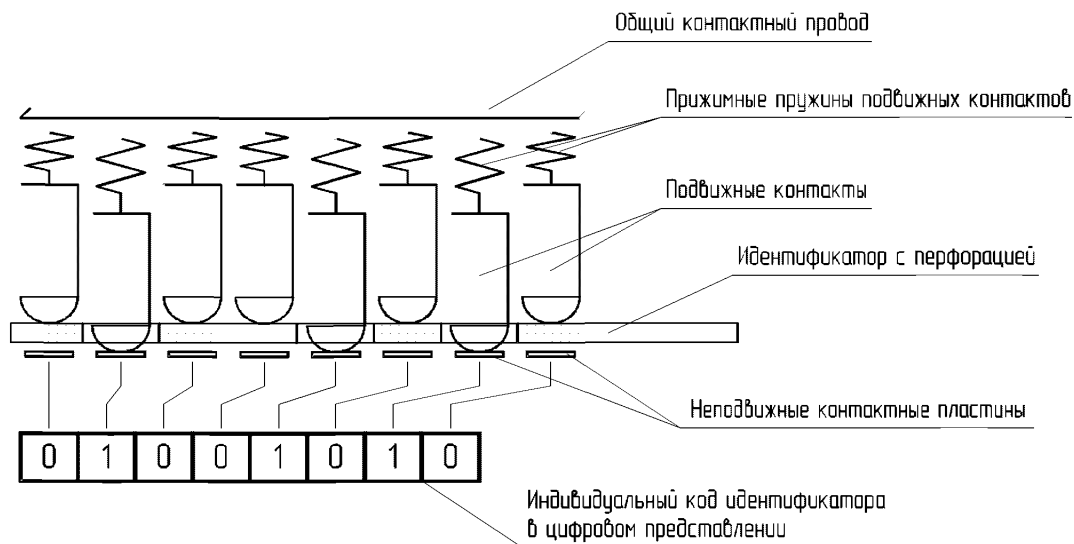 Общий контактный провод
Прижимные пружины подвижных контактов
Подвижные контакты
Идентификатор с перфорацией
Неподвижные контактные пластины
0 1 0 0 1 0 1 0
Индивидуальный код идентификатора
в цифровом представлении